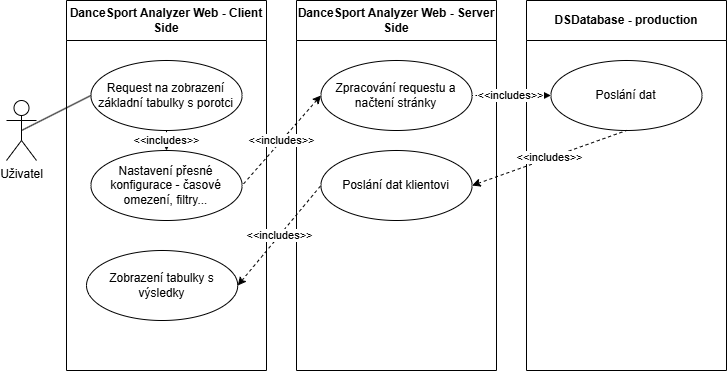 DanceSport Analyzer Web - Client
Side
DanceSport Analyzer Web - Server
Side
DSDatabase - production
Request na zobrazení
základní tabulky s porotci
Zpracování requestu a
načtení stránky
<<includes>>
Poslání dat
<<includes>>
<<includes>>
<<includes>>
Uživatel
Nastavení přesné
konfigurace - časové
omezení, filtry...
Poslání dat klientovi
<<includes>>
Zobrazení tabulky s
výsledky